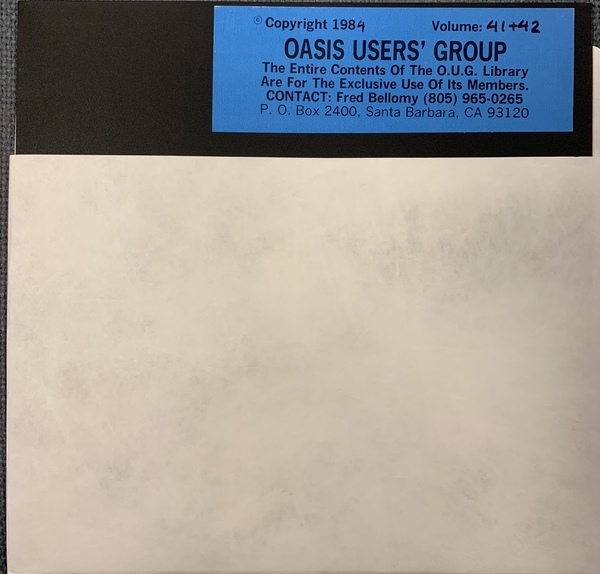 © Copyright 1984 Volume: 41+42
OASIS USERS' GROUP
The Entire Contents Of The O.U.G. Library
Are For The Exclusive Use Of Its Members.
CONTACT: Fred Bellomy (805) 965-0265
P. O. Box 2400, Santa Barbara, CA 93120